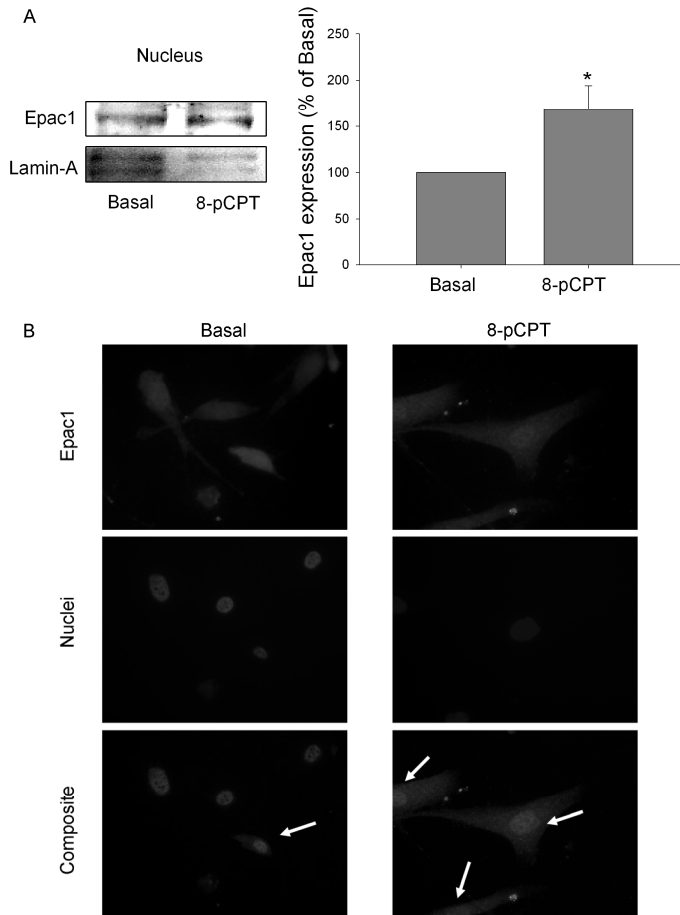 A
Nucleus
Epac1
Lamin-A
Basal 8-pCPT
Epac1 expression (% of Basal)
250
200
150
100
50
0
*
Basal 8-pCPT
B
Basal 8-pCPT
Epac1
Nuclei
Composite